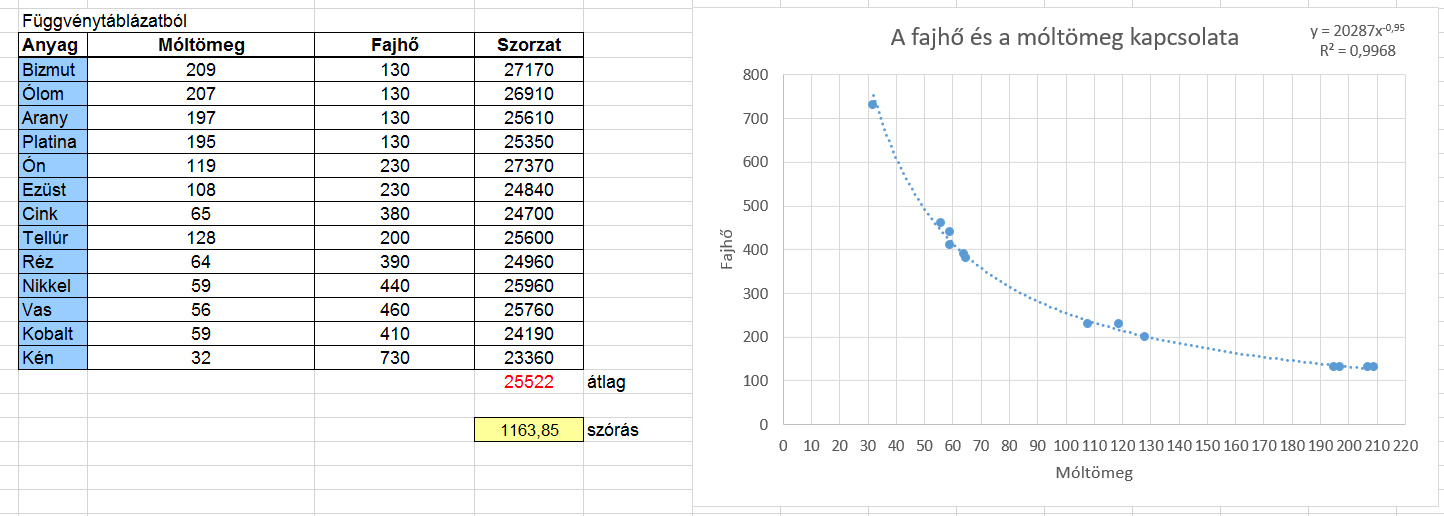 Függvénytáblázatból
Anyag Móltömeg Fajhő Szorzat
Bizmut 209 130 27170
Ólom 207 130 26910
Arany 197 130 25610
Platina 195 130 25350
Ón 119 230 27370
Ezüst 108 230 24840
Cink 65 380 24700
Tellúr 128 200 25600
Réz 64 390 24960
Nikkel 59 440 25960
Vas 56 460 25760
Kobalt 59 410 24190
Kén 32 730 23360
25522 átlag
1163,85 szórás
A fajhő és a móltömeg kapcsolata
y = 20287x^-0,95
R² = 0,9968
800
700
600
500
400
300
200
100
0
Fajhő
0 10 20 30 40 50 60 70 80 90 100 110 120 130 140 150 160 170 180 190 200 210 220
Móltömeg